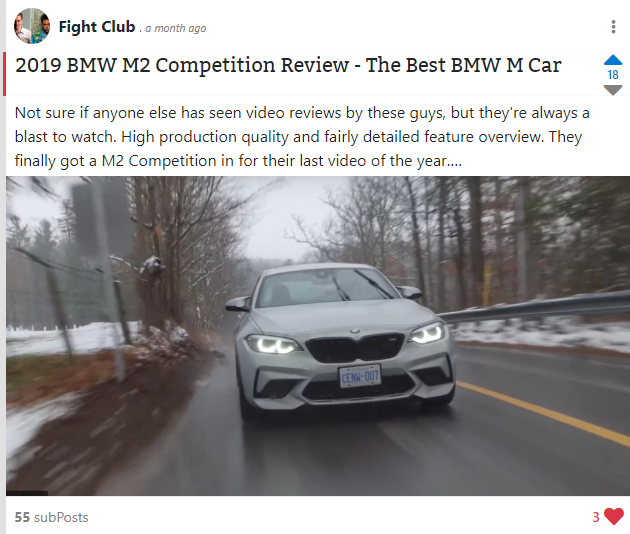 Fight Club . a month ago
2019 BMW M2 Competition Review - The Best BMW M Car
18
Not sure if anyone else has seen video reviews by these guys, but they're always a
blast to watch. High production quality and fairly detailed feature overview. They
finally got a M2 Competition in for their last video of the year....
CENW·007
55 subPosts
3